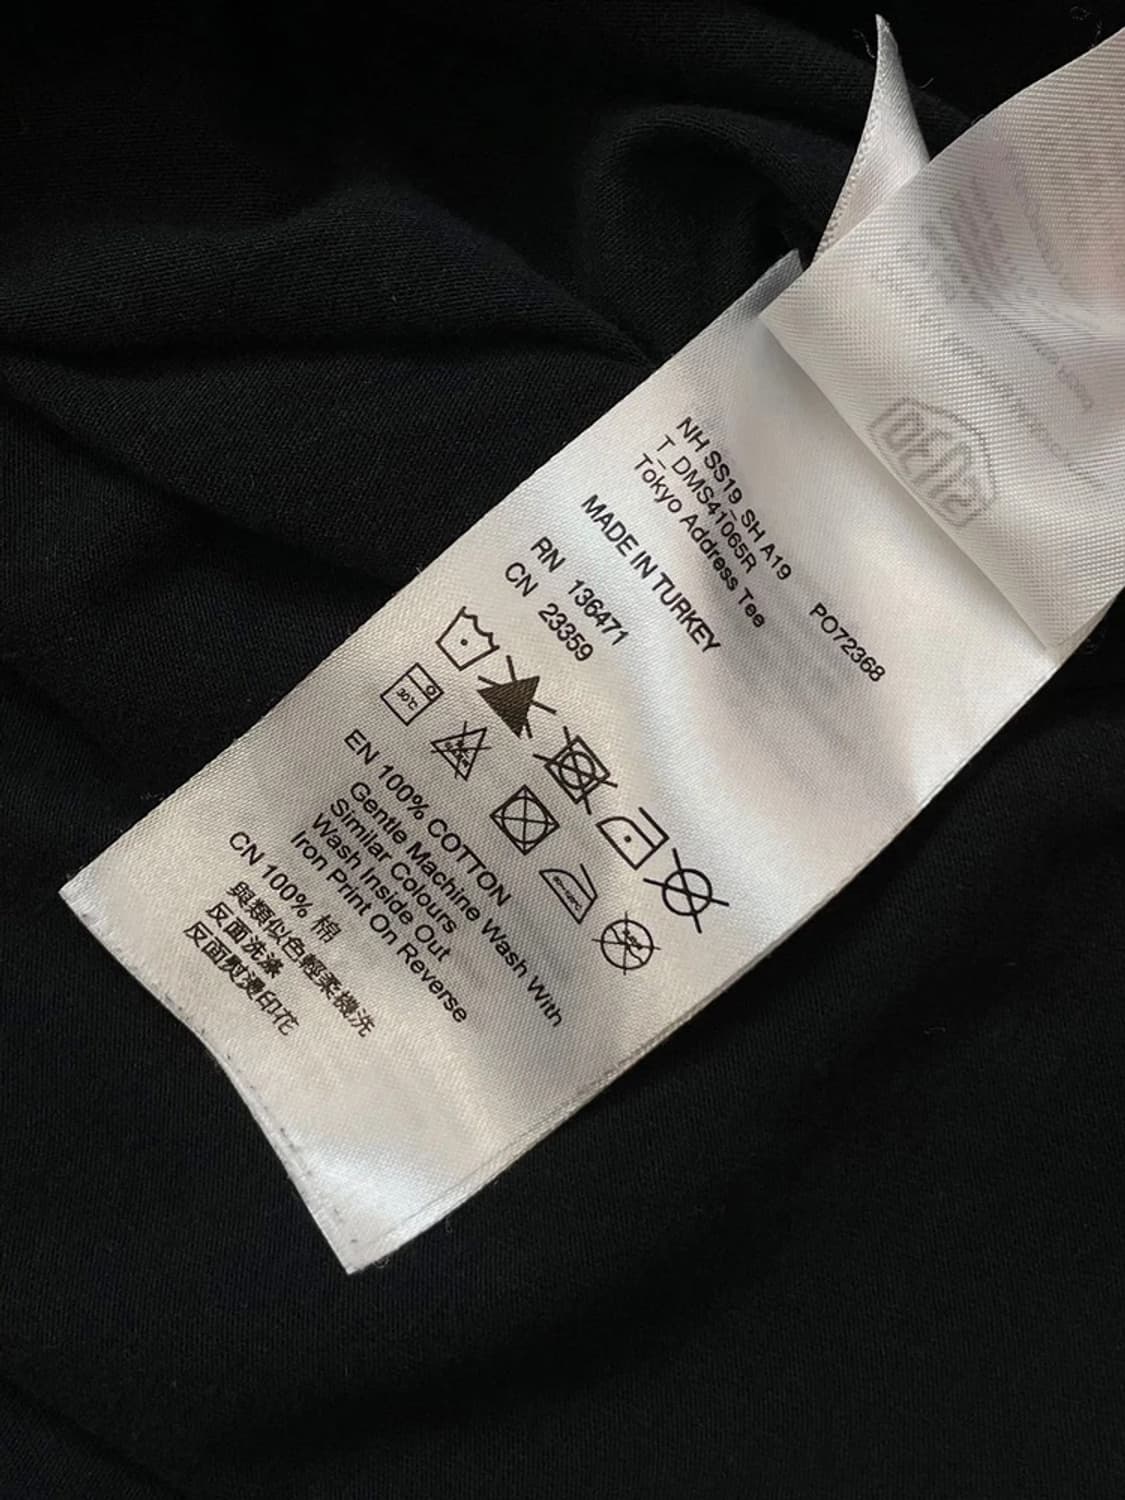 NH SS19_SH A19
T_DMS41065R
Tokyo Address Tee
PO72368
MADE IN TURKEY
RN 136471
CN 23359
30℃
EN 100% COTTON
Gentle Machine Wash With
Similar Colours
Wash Inside Out
Iron Print On Reverse
CN 100% 棉
與類似色輕柔機洗
反面洗滌
反面熨燙印花